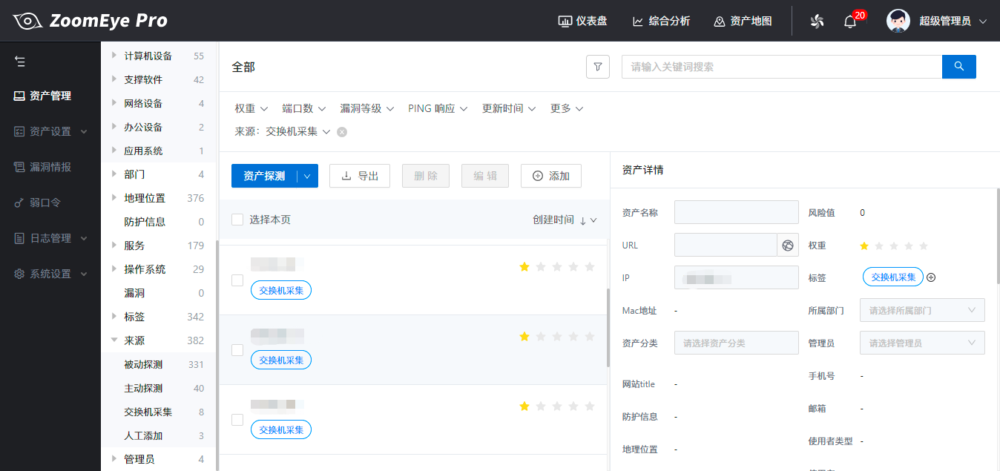 ZoomEye Pro
仪表盘
综合分析
资产地图
20
超级管理员
资产管理
资产设置
漏洞情报
弱口令
日志管理
系统设置
计算机设备 55
支撑软件 42
网络设备 4
办公设备 2
应用系统 1
部门 4
地理位置 376
防护信息 0
服务 179
操作系统 29
漏洞 0
标签 342
来源 382
被动探测 331
主动探测 40
交换机采集 8
人工添加 3
管理员 4
全部
请输入关键词搜索
权重 端口数 漏洞等级 PING 响应 更新时间 更多
来源：交换机采集
资产探测 导出 删 除 编 辑 添加
选择本页 创建时间
交换机采集
交换机采集
交换机采集
资产详情
资产名称 风险值 0
URL 权重
IP 标签 交换机采集
Mac地址 - 所属部门 请选择所属部门
资产分类 请选择资产分类 管理员 请选择管理员
手机号 -
网站title -
邮箱 -
防护信息 -
使用者类型 -
地理位置 -